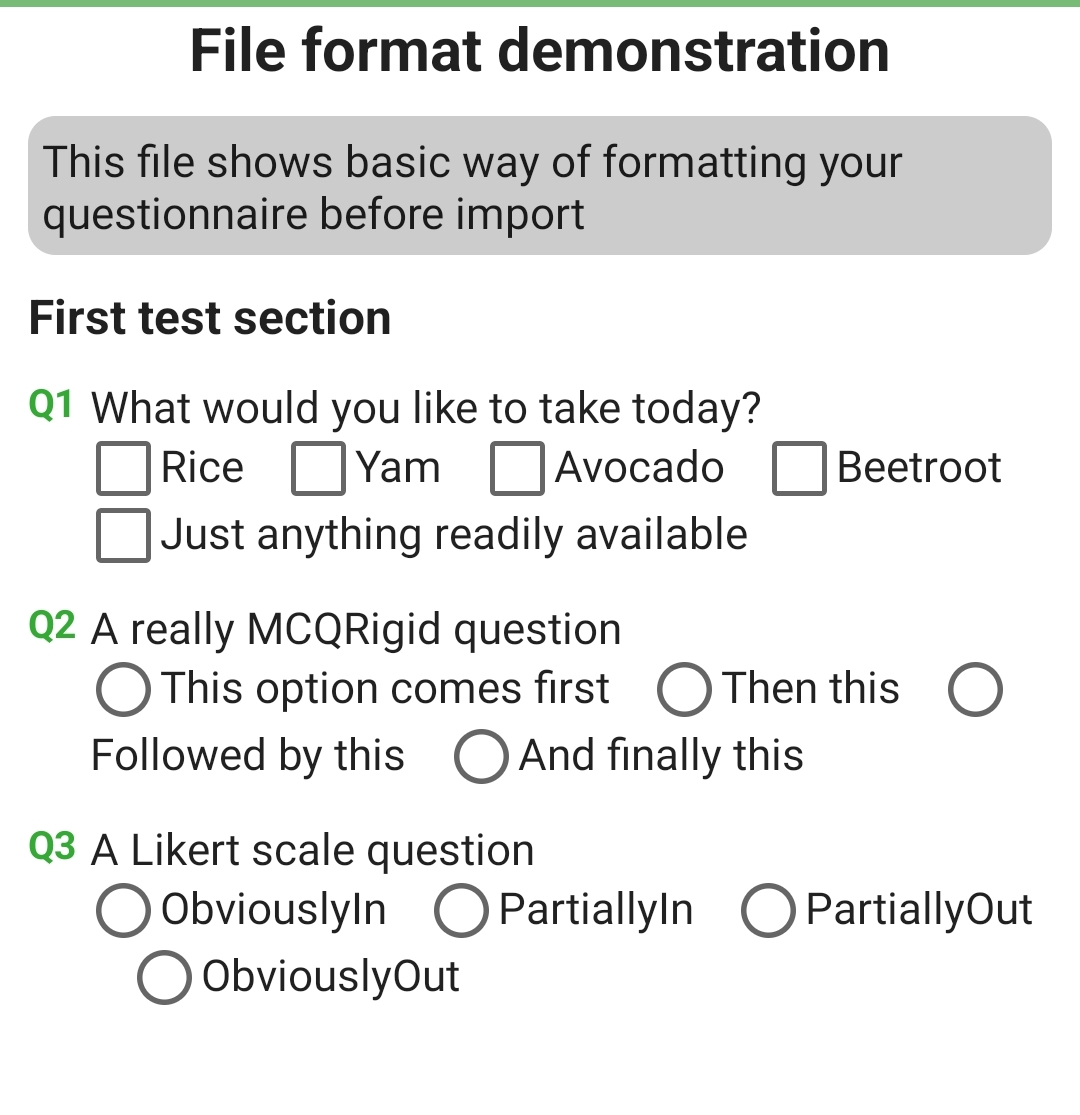 File format demonstration
This file shows basic way of formatting your
questionnaire before import
First test section
Q1 What would you like to take today?
Rice Yam Avocado Beetroot
Just anything readily available
Q2 A really MCQRigid question
This option comes first Then this
Followed by this And finally this
Q3 A Likert scale question
ObviouslyIn PartiallyIn PartiallyOut
ObviouslyOut